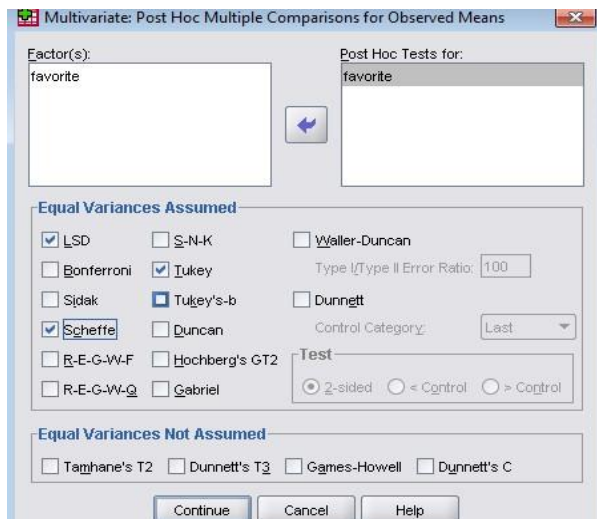 Multivariate: Post Hoc Multiple Comparisons for Observed Means
Factor(s):
favorite
Post Hoc Tests for:
favorite
Equal Variances Assumed
LSD S-N-K Waller-Duncan
Bonferroni Tukey Type I/Type II Error Ratio: 100
Sidak Tukey's-b Dunnett
Scheffe Duncan Control Category: Last
R-E-G-W-F Hochberg's GT2 Test
R-E-G-W-Q Gabriel 2-sided < Control > Control
Equal Variances Not Assumed
Tamhane's T2 Dunnett's T3 Games-Howell Dunnett's C
Continue Cancel Help